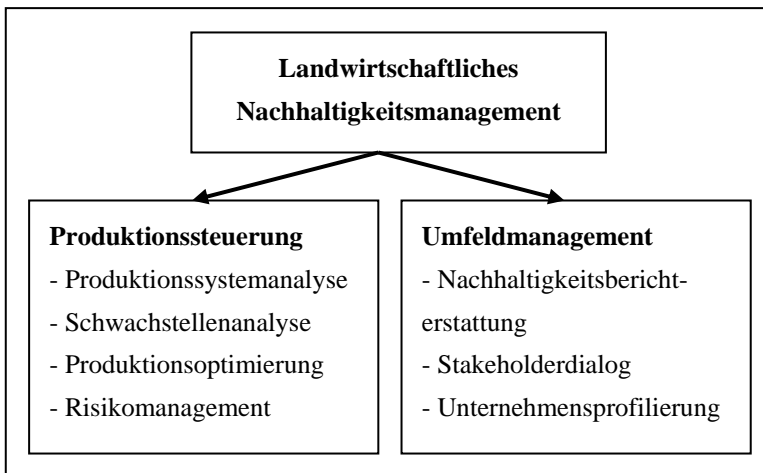 Landwirtschaftliches
Nachhaltigkeitsmanagement
Produktionssteuerung
- Produktionssystemanalyse
- Schwachstellenanalyse
- Produktionsoptimierung
- Risikomanagement
Umfeldmanagement
- Nachhaltigkeitsbericht-
erstattung
- Stakeholderdialog
- Unternehmensprofilierung